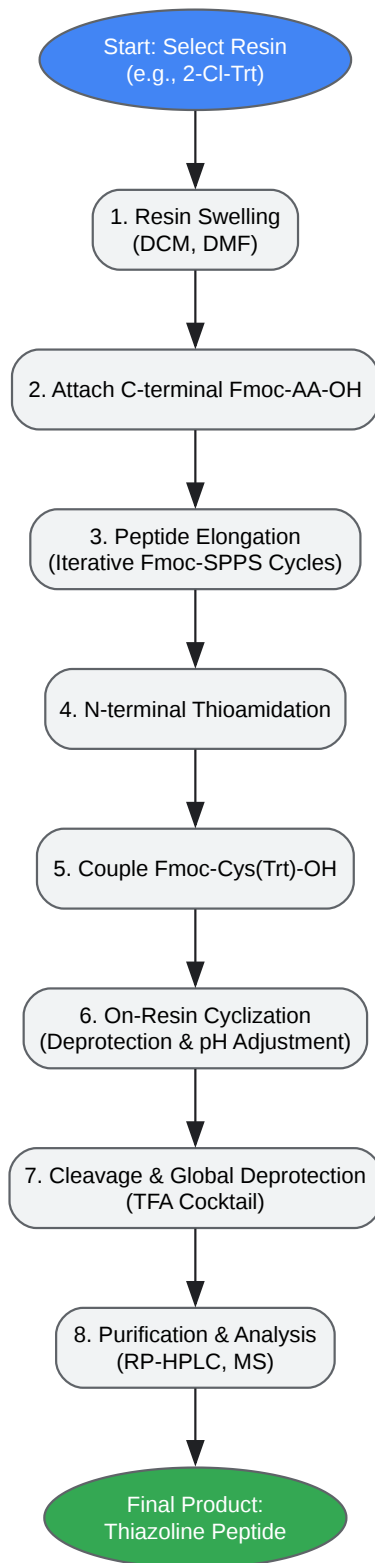 Start: Select Resin
(e.g., 2-Cl-Trt)
1. Resin Swelling
(DCM, DMF)
2. Attach C-terminal Fmoc-AA-OH
3. Peptide Elongation
(Iterative Fmoc-SPPS Cycles)
4. N-terminal Thioamidation
5. Couple Fmoc-Cys(Trt)-OH
6. On-Resin Cyclization
(Deprotection & pH Adjustment)
7. Cleavage & Global Deprotection
(TFA Cocktail)
8. Purification & Analysis
(RP-HPLC, MS)
Final Product:
Thiazoline Peptide